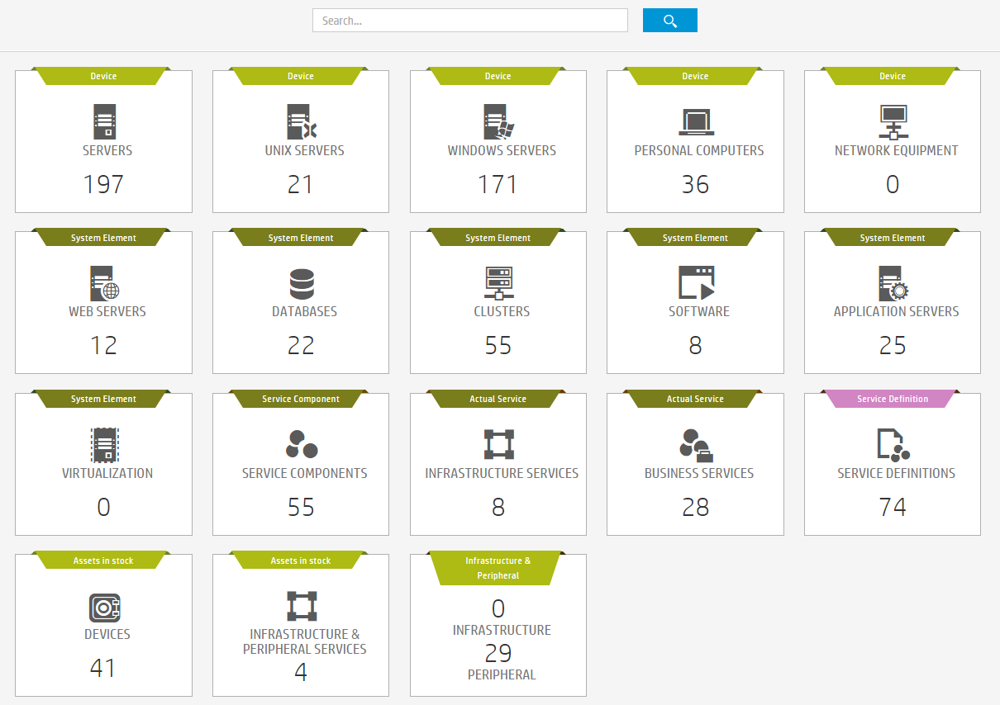 Search...
Device
SERVERS
197
Device
UNIX SERVERS
21
Device
WINDOWS SERVERS
171
Device
PERSONAL COMPUTERS
36
Device
NETWORK EQUIPMENT
0
System Element
WEB SERVERS
12
System Element
DATABASES
22
System Element
CLUSTERS
55
System Element
SOFTWARE
8
System Element
APPLICATION SERVERS
25
System Element
VIRTUALIZATION
0
Service Component
SERVICE COMPONENTS
55
Actual Service
INFRASTRUCTURE SERVICES
8
Actual Service
BUSINESS SERVICES
28
Service Definition
SERVICE DEFINITIONS
74
Assets in stock
DEVICES
41
Assets in stock
INFRASTRUCTURE &
PERIPHERAL SERVICES
4
Infrastructure &
Peripheral
0
INFRASTRUCTURE
29
PERIPHERAL